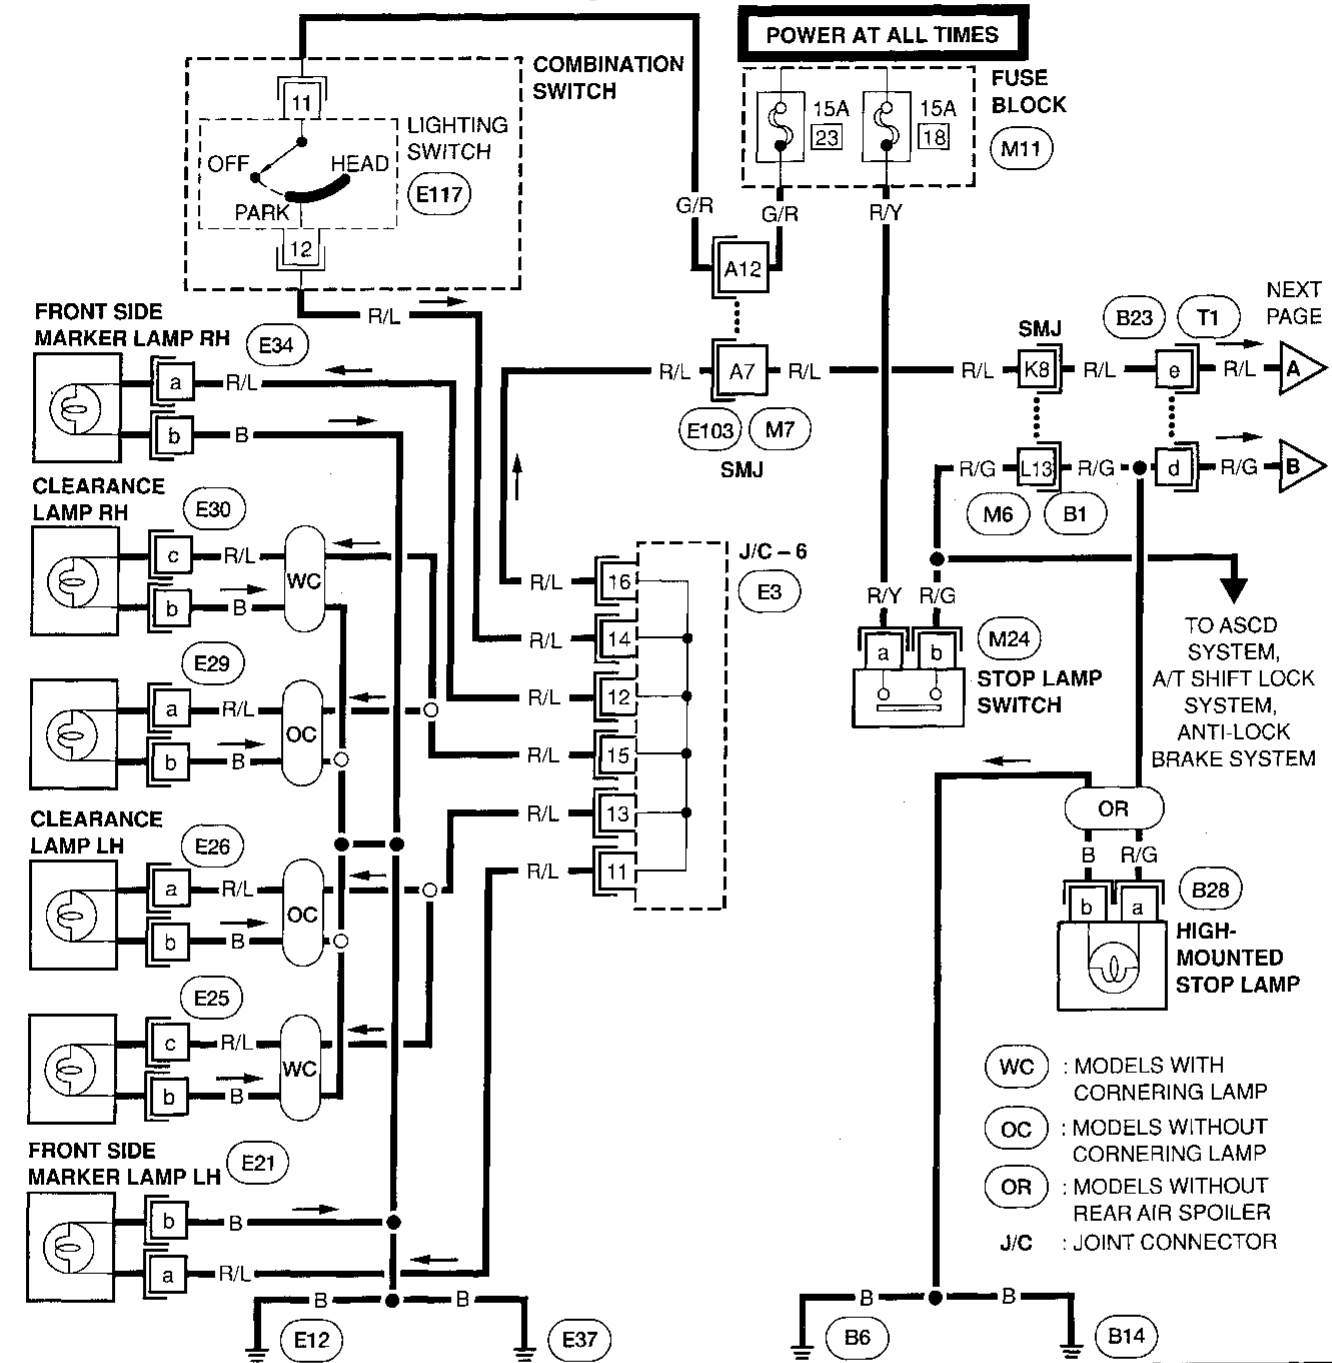 POWER AT ALL TIMES
COMBINATION
SWITCH
FUSE
BLOCK
M11
15A
23
15A
18
11
LIGHTING
SWITCH
E117
OFF
HEAD
PARK
12
G/R
G/R
R/Y
A12
R/L
FRONT SIDE
MARKER LAMP RH
E34
a
R/L
b
B
R/L
A7
R/L
E103
M7
SMJ
SMJ
R/L
K8
R/L
B23
T1
e
R/L
NEXT
PAGE
A
R/G
L13
R/G
d
R/G
B
M6
B1
CLEARANCE
LAMP RH
E30
c
R/L
b
B
WC
E29
a
R/L
b
B
OC
J/C – 6
E3
R/L
16
R/L
14
R/L
12
R/L
15
R/L
13
R/L
11
R/Y
R/G
a
b
M24
STOP LAMP
SWITCH
TO ASCD
SYSTEM,
A/T SHIFT LOCK
SYSTEM,
ANTI-LOCK
BRAKE SYSTEM
CLEARANCE
LAMP LH
E26
a
R/L
b
B
OC
E25
c
R/L
b
B
WC
OR
B
R/G
b
a
B28
HIGH-
MOUNTED
STOP LAMP
FRONT SIDE
MARKER LAMP LH
E21
b
B
a
R/L
WC : MODELS WITH
CORNERING LAMP
OC : MODELS WITHOUT
CORNERING LAMP
OR : MODELS WITHOUT
REAR AIR SPOILER
J/C : JOINT CONNECTOR
B
B
E12
E37
B
B
B6
B14